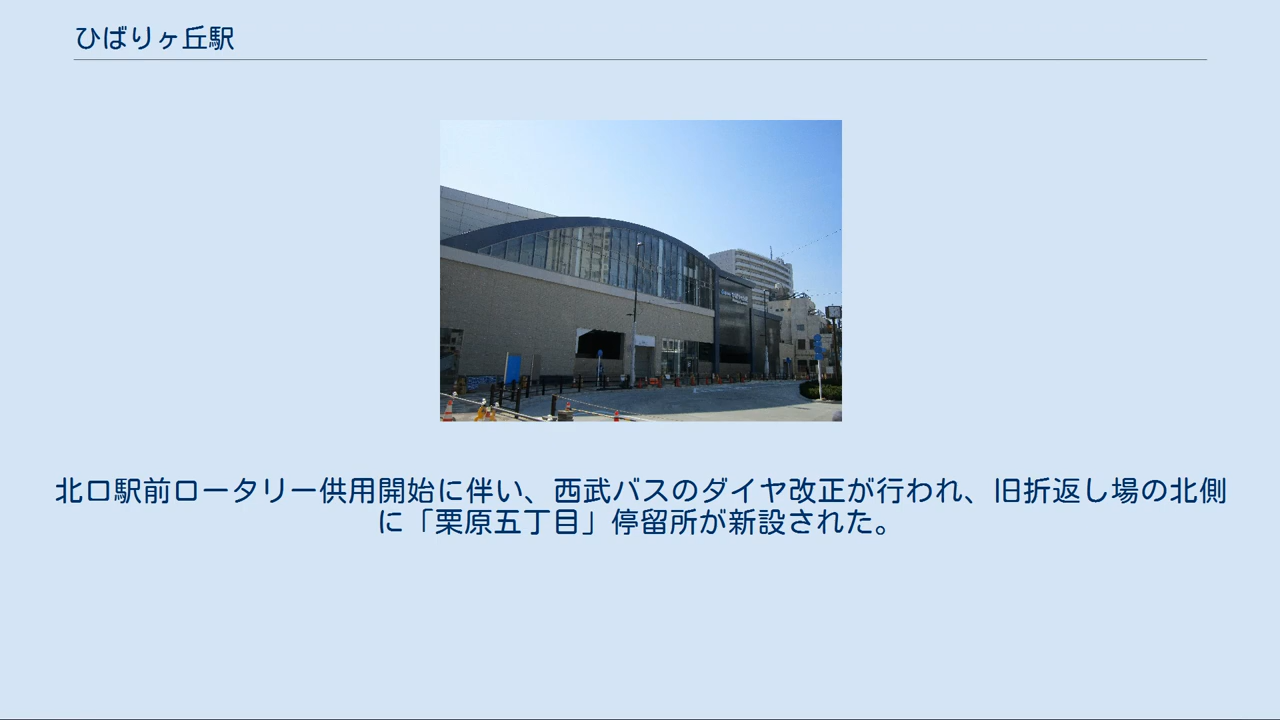 ひばりヶ丘駅
北口駅前ロータリー供用開始に伴い、西武バスのダイヤ改正が行われ、旧折返し場の北側
に「栗原五丁目」停留所が新設された。